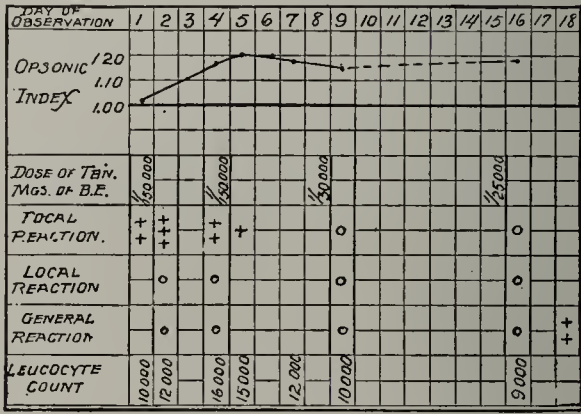 DAY OF OBSERVATION 1 2 3 4 5 6 7 8 9 10 11 12 13 14 15 16 17 18
OPSONIC INDEX
1.20
1.10
1.00
DOSE OF TBIN. MGS. OF B.E. 1/50000 1/50000 1/30000 1/25000
FOCAL REACTION. ++ +++ ++ + o o
LOCAL REACTION o o o o
GENERAL REACTION o o o o ++
LEUCOCYTE COUNT 10000 12000 16000 15000 12000 10000 9000